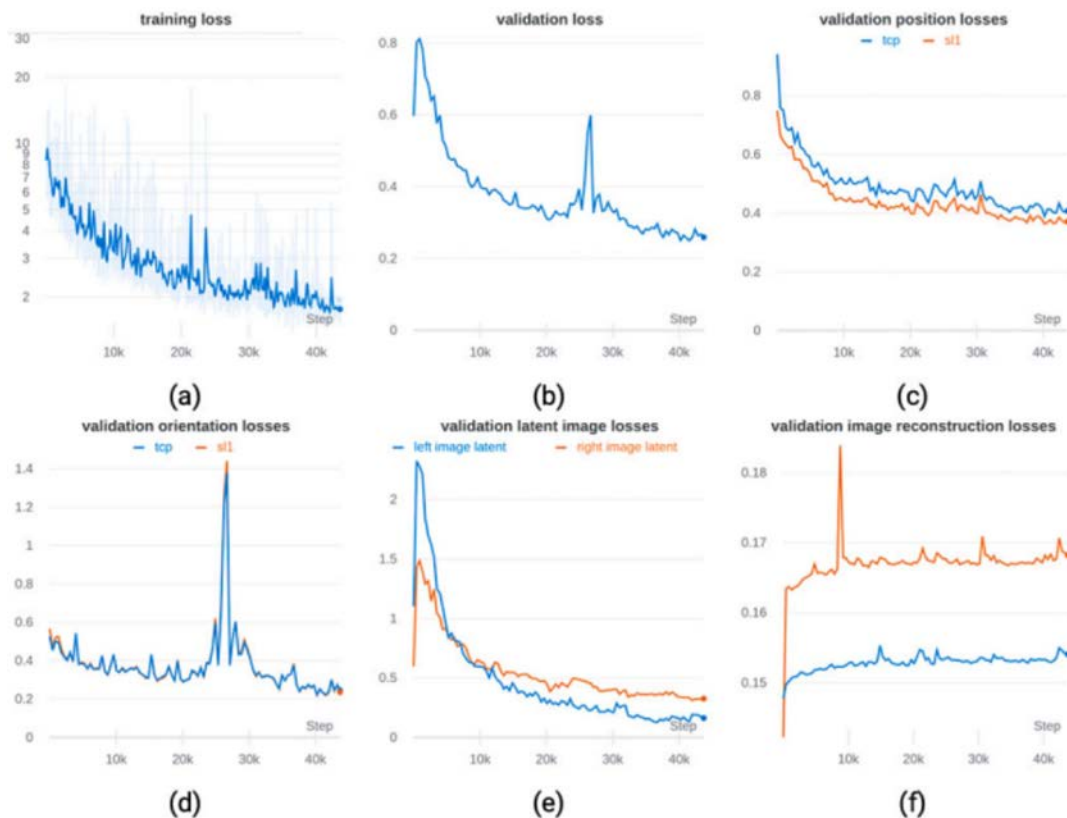 training loss
30
20
10
9
8
7
6
5
4
3
2
Step
10k 20k 30k 40k
(a)
validation loss
0.8
0.6
0.4
0.2
0
Step
10k 20k 30k 40k
(b)
validation position losses
tcp sl1
0.8
0.6
0.4
0.2
0
Step
10k 20k 30k 40k
(c)
validation orientation losses
tcp sl1
1.4
1.2
1
0.8
0.6
0.4
0.2
0
Step
10k 20k 30k 40k
(d)
validation latent image losses
left image latent right image latent
2
1.5
1
0.5
0
Step
10k 20k 30k 40k
(e)
validation image reconstruction losses
0.18
0.17
0.16
0.15
Step
10k 20k 30k 40k
(f)